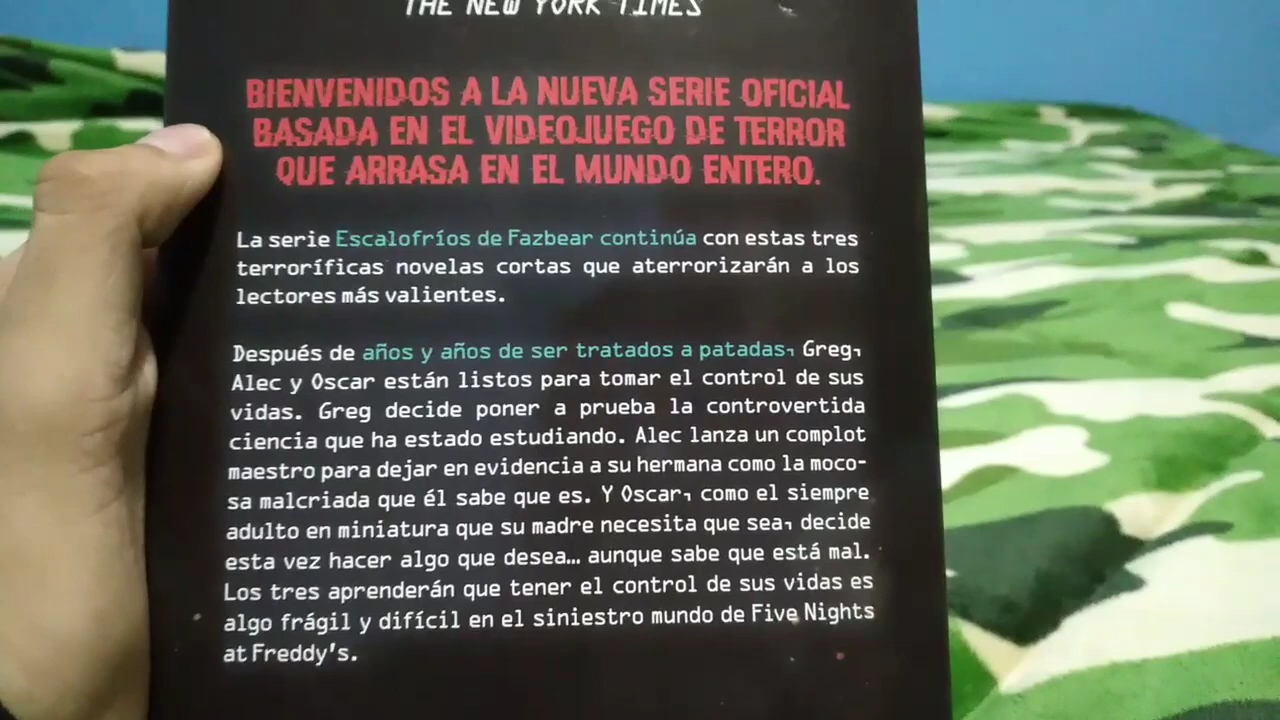 THE NEW YORK TIMES
BIENVENIDOS A LA NUEVA SERIE OFICIAL
BASADA EN EL VIDEOJUEGO DE TERROR
QUE ARRASA EN EL MUNDO ENTERO.
La serie Escalofríos de Fazbear continúa con estas tres
terroríficas novelas cortas que aterrorizarán a los
lectores más valientes.
Después de años y años de ser tratados a patadas, Greg,
Alec y Oscar están listos para tomar el control de sus
vidas. Greg decide poner a prueba la controvertida
ciencia que ha estado estudiando. Alec lanza un complot
maestro para dejar en evidencia a su hermana como la moco-
sa malcriada que él sabe que es. Y Oscar, como el siempre
adulto en miniatura que su madre necesita que sea, decide
esta vez hacer algo que desea... aunque sabe que está mal.
Los tres aprenderán que tener el control de sus vidas es
algo frágil y difícil en el siniestro mundo de Five Nights
at Freddy's.